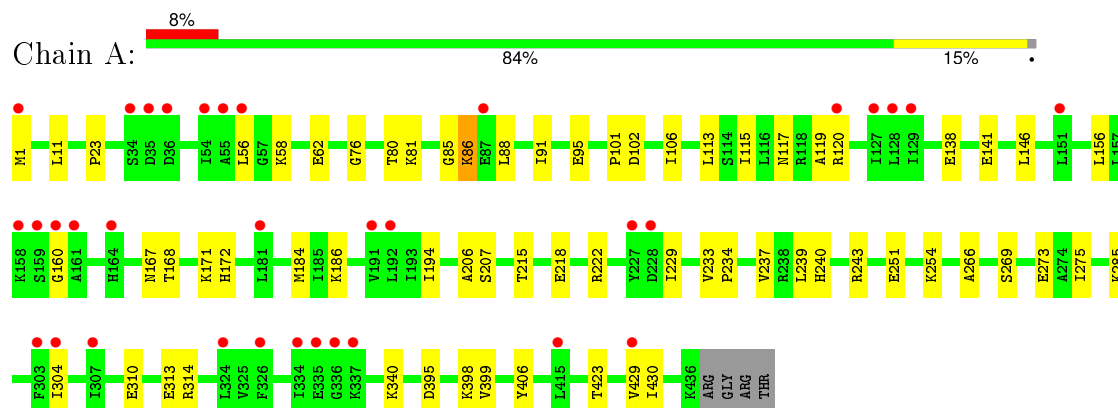 8%
Chain A:
84% 15% •
M1 L11 P23 S34 D35 D36 I54 A55 L56 G57 K58 E62 G76 T80 K81 G85 K86 E87 L88 I91 E95 P101 D102 I106 L113 S114 I115 L116 N117 R118 A119 R120 I127 L128 I129 E138 E141 L146 L151 L156 L157
K158 S159 G160 A161 H164 N167 T168 K171 H172 L181 M184 I185 K186 V191 L192 I193 I194 A206 S207 T215 E218 R222 Y227 D228 I229 V233 P234 V237 R238 L239 H240 R243 E251 K254 A266 S269 E273 A274 I275 K285
F303 I304 I307 E310 E313 R314 L324 V325 F326 I334 E335 G336 K337 K340 D395 K398 V399 Y406 L415 T423 V429 I430 K436 ARG GLY ARG THR